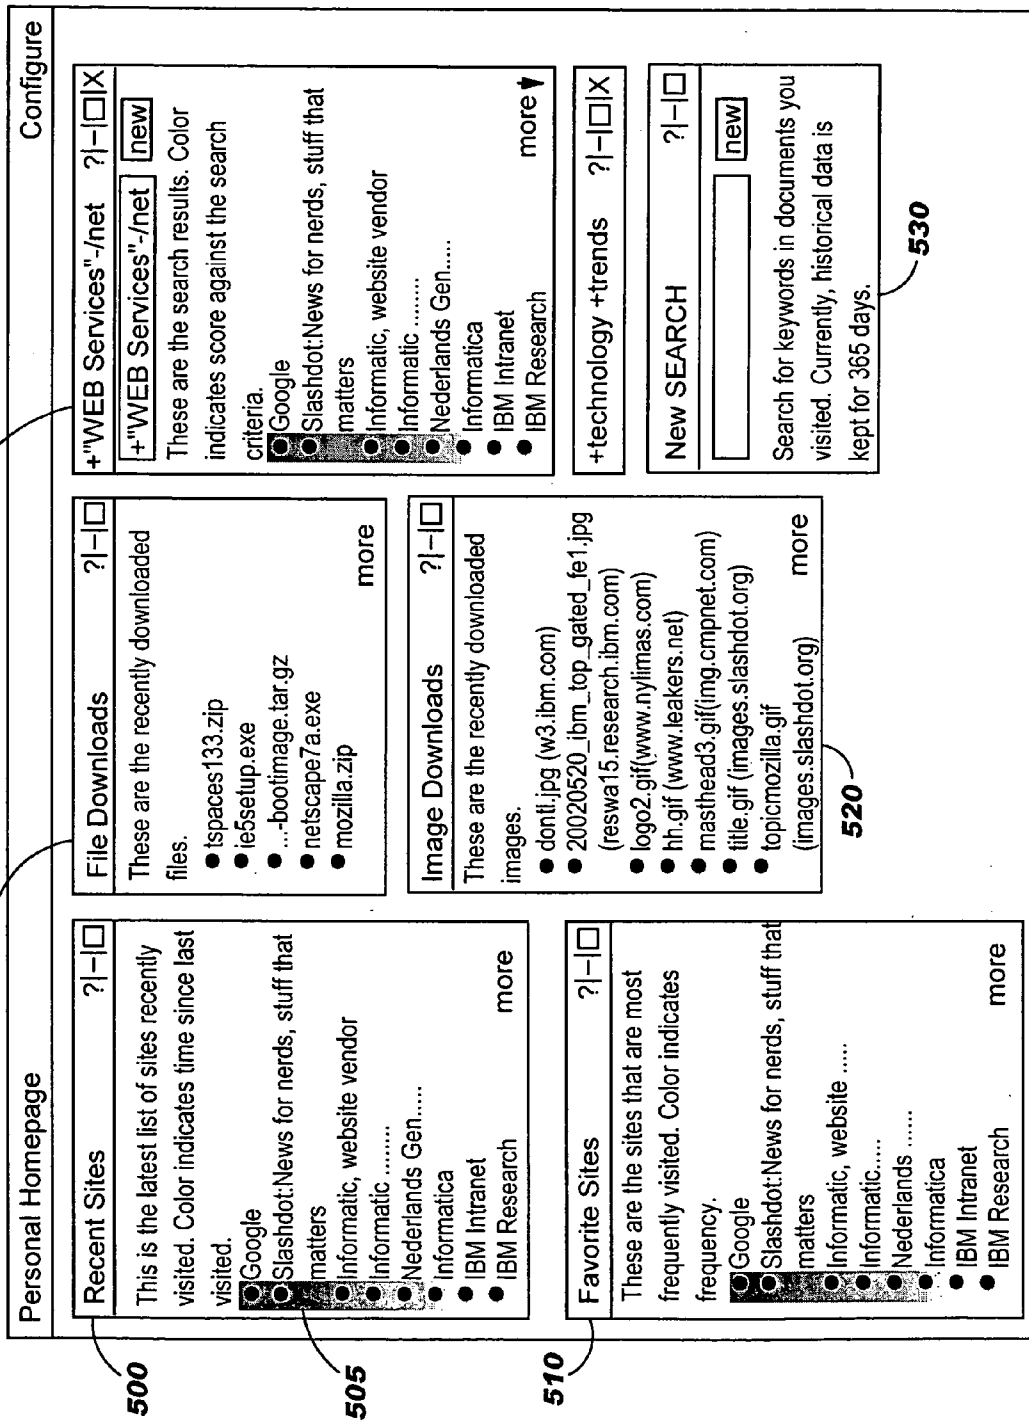 Personal Homepage
Configure
Recent Sites ?|–|□
This is the latest list of sites recently
visited. Color indicates time since last
visited.
Google
Slashdot:News for nerds, stuff that
matters
Informatic, website vendor
Informatic ........
Nederlands Gen.....
Informatica
IBM Intranet
IBM Research
more
500
505
Favorite Sites ?|–|□
These are the sites that are most
frequently visited. Color indicates
frequency.
Google
Slashdot:News for nerds, stuff that
matters
Informatic, website .....
Informatic.....
Nederlands ......
Informatica
IBM Intranet
IBM Research
more
510
File Downloads ?|–|□
These are the recently downloaded
files.
tspaces133.zip
ie5setup.exe
...-bootimage.tar.gz
netscape7a.exe
mozilla.zip
more
Image Downloads ?|–|□
These are the recently downloaded
images.
dontl.jpg (w3.ibm.com)
20020520_ibm_top_gated_fe1.jpg
(reswa15.research.ibm.com)
logo2.gif(www.nylimas.com)
hh.gif (www.leakers.net)
masthead3.gif(img.cmpnet.com)
title.gif (images.slashdot.org)
topicmozilla.gif
(images.slashdot.org)
more
520
+"WEB Services"-/net ?|–|□|X
+"WEB Services"-/net new
These are the search results. Color
indicates score against the search
criteria.
Google
Slashdot:News for nerds, stuff that
matters
Informatic, website vendor
Informatic ........
Nederlands Gen.....
Informatica
IBM Intranet
IBM Research
more
+technology +trends ?|–|□|X
New SEARCH ?|–|□
new
Search for keywords in documents you
visited. Currently, historical data is
kept for 365 days.
530